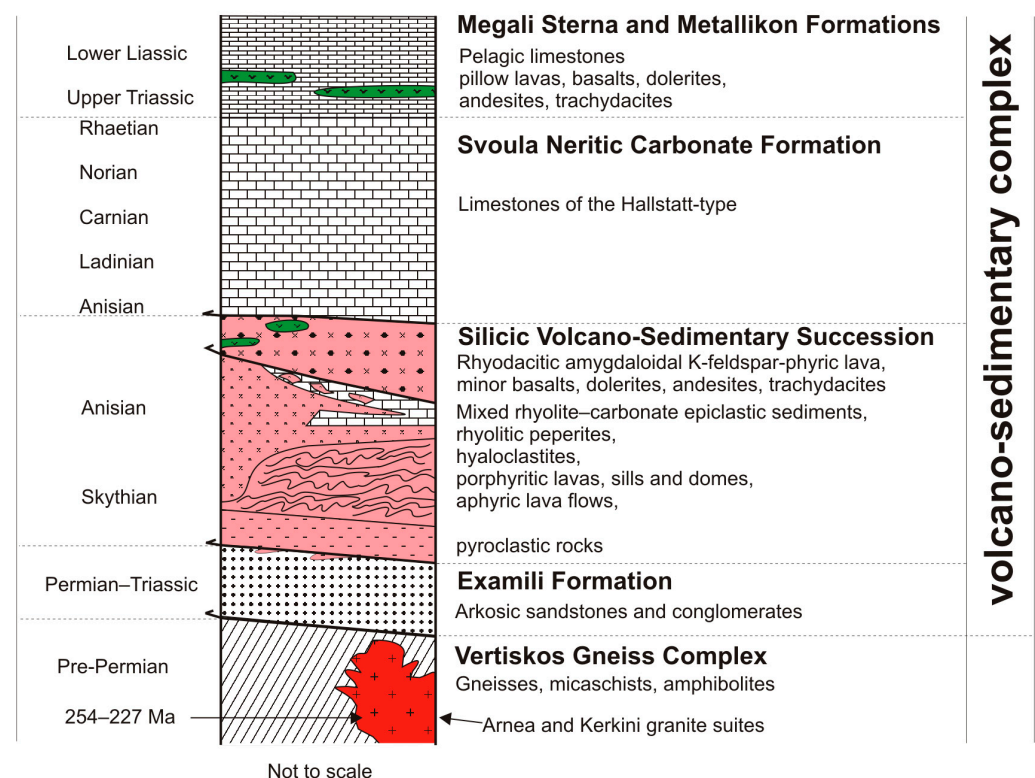 Megali Sterna and Metallikon Formations
Lower Liassic
Pelagic limestones
pillow lavas, basalts, dolerites,
Upper Triassic
andesites, trachydacites
Rhaetian
Svoula Neritic Carbonate Formation
Norian
Limestones of the Hallstatt-type
Carnian
Ladinian
Anisian
Silicic Volcano-Sedimentary Succession
Rhyodacitic amygdaloidal K-feldspar-phyric lava,
minor basalts, dolerites, andesites, trachydacites
Anisian
Mixed rhyolite–carbonate epiclastic sediments,
rhyolitic peperites,
hyaloclastites,
porphyritic lavas, sills and domes,
Skythian
aphyric lava flows,
pyroclastic rocks
Permian–Triassic
Examili Formation
Arkosic sandstones and conglomerates
Vertiskos Gneiss Complex
Pre-Permian
Gneisses, micaschists, amphibolites
254–227 Ma
Arnea and Kerkini granite suites
Not to scale
volcano-sedimentary complex